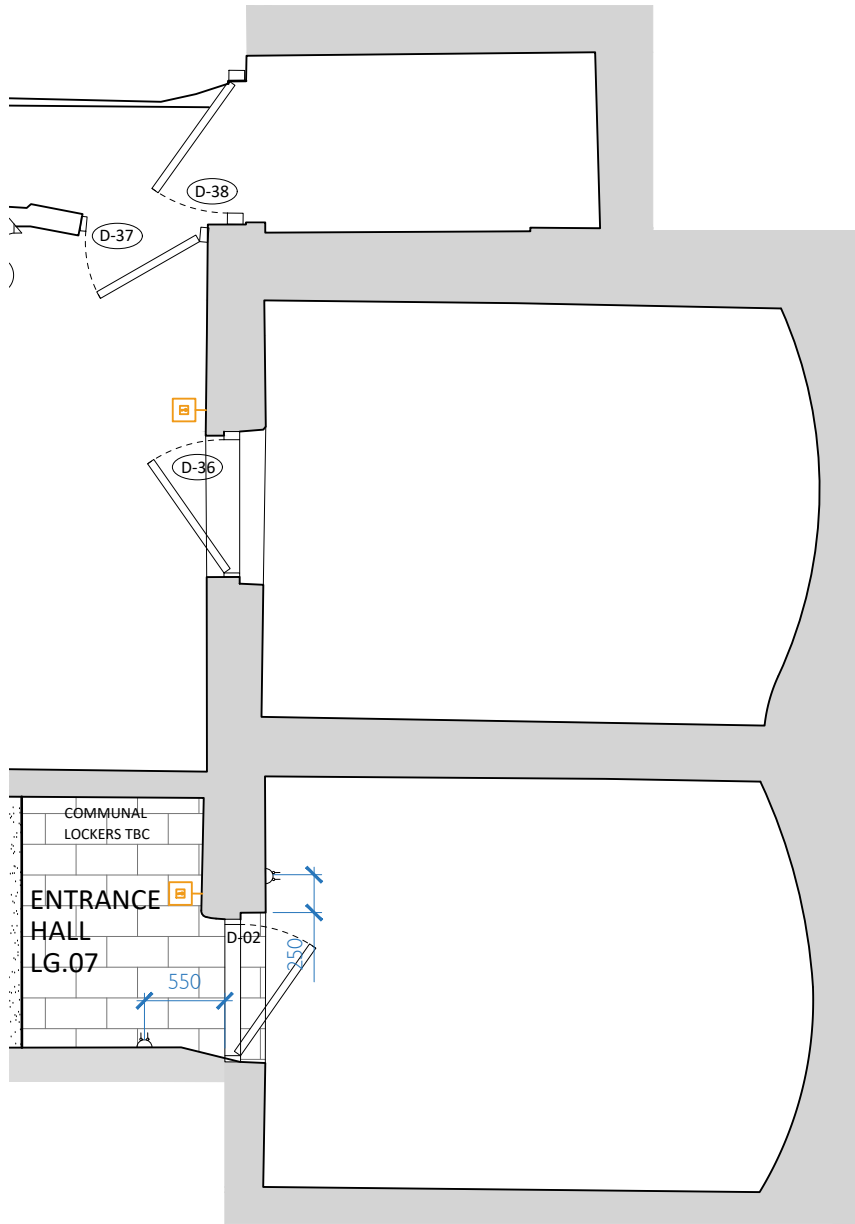 D-38
D-37
D-36
COMMUNAL
LOCKERS TBC
ENTRANCE
HALL
LG.07
D-02
250
550